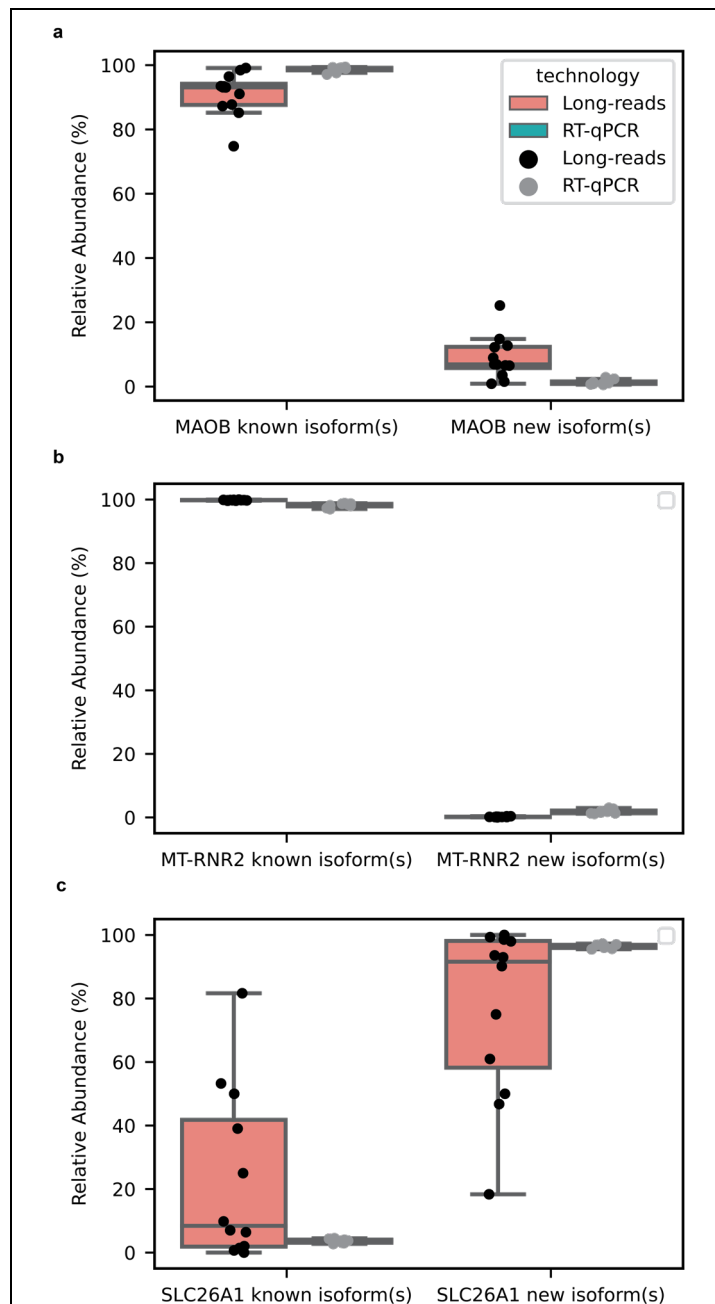 a
Relative Abundance (%)
100
80
60
40
20
0
technology
Long-reads
RT-qPCR
Long-reads
RT-qPCR
MAOB known isoform(s)
MAOB new isoform(s)
b
Relative Abundance (%)
100
80
60
40
20
0
MT-RNR2 known isoform(s)
MT-RNR2 new isoform(s)
c
Relative Abundance (%)
100
80
60
40
20
0
SLC26A1 known isoform(s)
SLC26A1 new isoform(s)